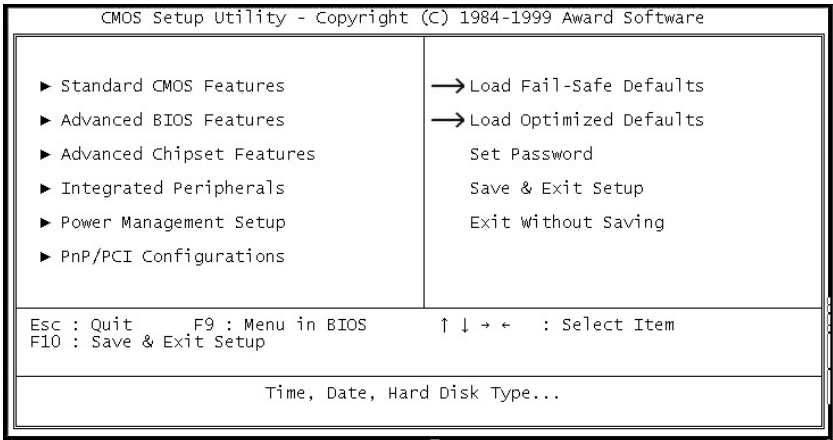 CMOS Setup Utility - Copyright (C) 1984-1999 Award Software
► Standard CMOS Features
► Advanced BIOS Features
► Advanced Chipset Features
► Integrated Peripherals
► Power Management Setup
► PnP/PCI Configurations
→ Load Fail-Safe Defaults
→ Load Optimized Defaults
Set Password
Save & Exit Setup
Exit Without Saving
Esc : Quit F9 : Menu in BIOS ↑ ↓ → ← : Select Item
F10 : Save & Exit Setup
Time, Date, Hard Disk Type...